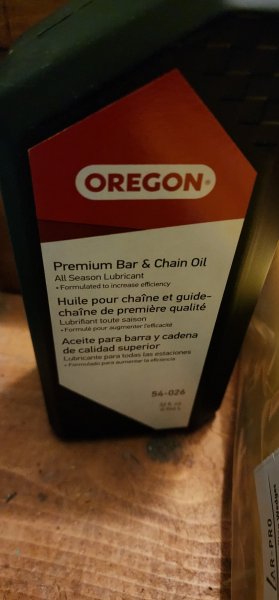 OREGON®
Premium Bar & Chain Oil
All Season Lubricant
• Formulated to increase efficiency
Huile pour chaîne et guide-
chaîne de première qualité
Lubrifiant toute saison
• Formulé pour augmenter l'efficacité
Aceite para barra y cadena
de calidad superior
Lubricante para todas las estaciones
• Formulado para aumentar la eficiencia
54-026
AR PRO